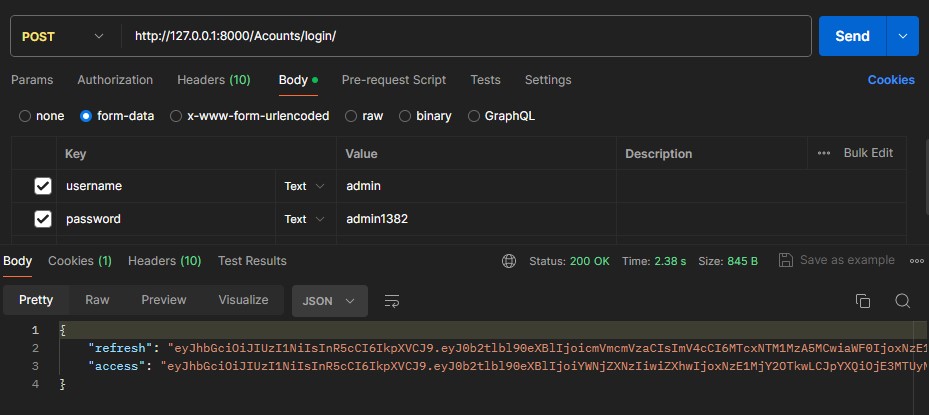 POST http://127.0.0.1:8000/Acounts/login/ Send
Params Authorization Headers (10) Body Pre-request Script Tests Settings Cookies
none form-data x-www-form-urlencoded raw binary GraphQL
Key Value Description ••• Bulk Edit
username Text admin
password Text admin1382
Body Cookies (1) Headers (10) Test Results Status: 200 OK Time: 2.38 s Size: 845 B Save as example
Pretty Raw Preview Visualize JSON
1 {
2 "refresh": "eyJhbGciOiJIUzI1NiIsInR5cCI6IkpXVCJ9.eyJ0b2tlbl90eXBlIjoicmVmcmVzaCIsImV4cCI6MTcxNTM1MzA5MCwiaWF0IjoxNzE1
3 "access": "eyJhbGciOiJIUzI1NiIsInR5cCI6IkpXVCJ9.eyJ0b2tlbl90eXBlIjoiYWNjZXNzIiwiZXhwIjoxNzE1MjY2OTkwLCJpYXQiOjE3MTUy
4 }